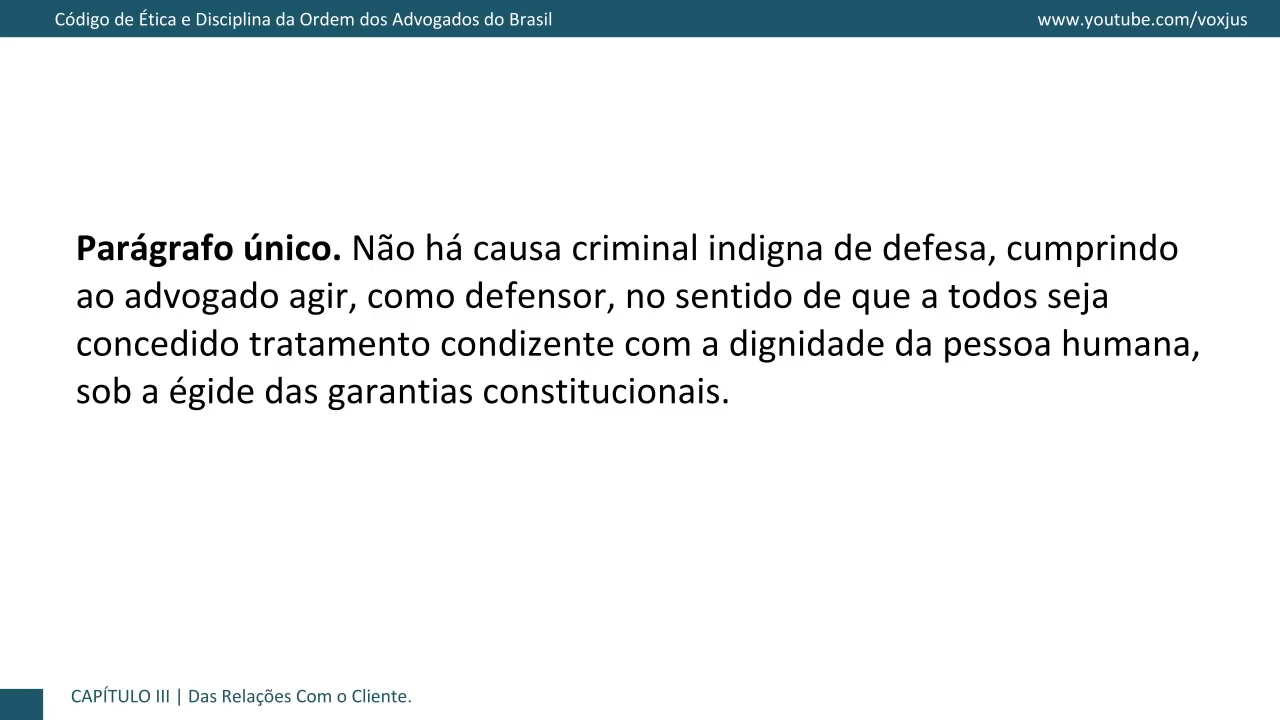 Código de Ética e Disciplina da Ordem dos Advogados do Brasil
www.youtube.com/voxjus
Parágrafo único. Não há causa criminal indigna de defesa, cumprindo
ao advogado agir, como defensor, no sentido de que a todos seja
concedido tratamento condizente com a dignidade da pessoa humana,
sob a égide das garantias constitucionais.
CAPÍTULO III | Das Relações Com o Cliente.